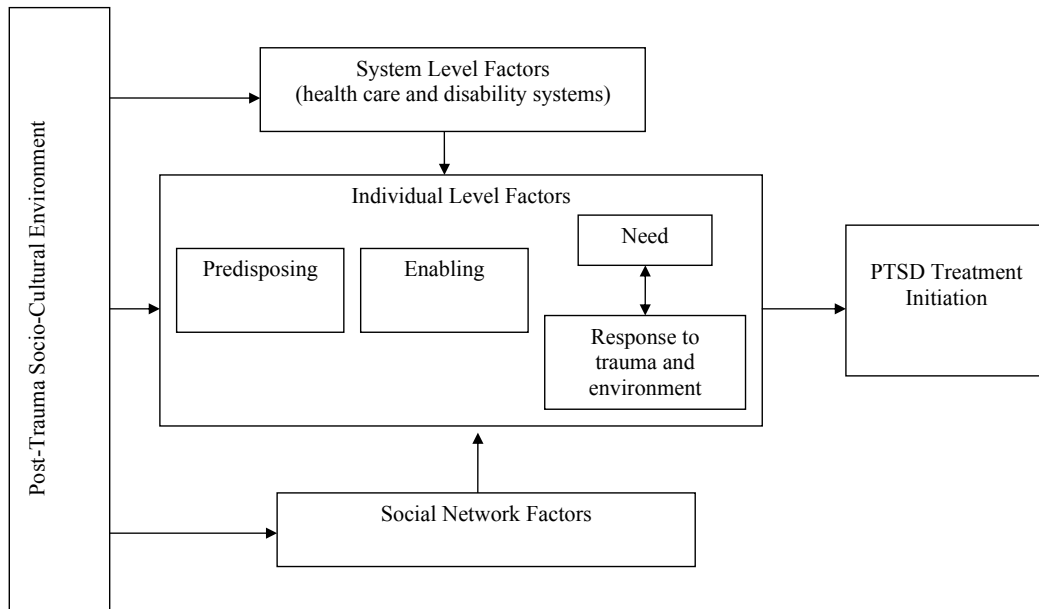 Post-Trauma Socio-Cultural Environment
System Level Factors
(health care and disability systems)
Individual Level Factors
Predisposing
Enabling
Need
Response to
trauma and
environment
PTSD Treatment
Initiation
Social Network Factors